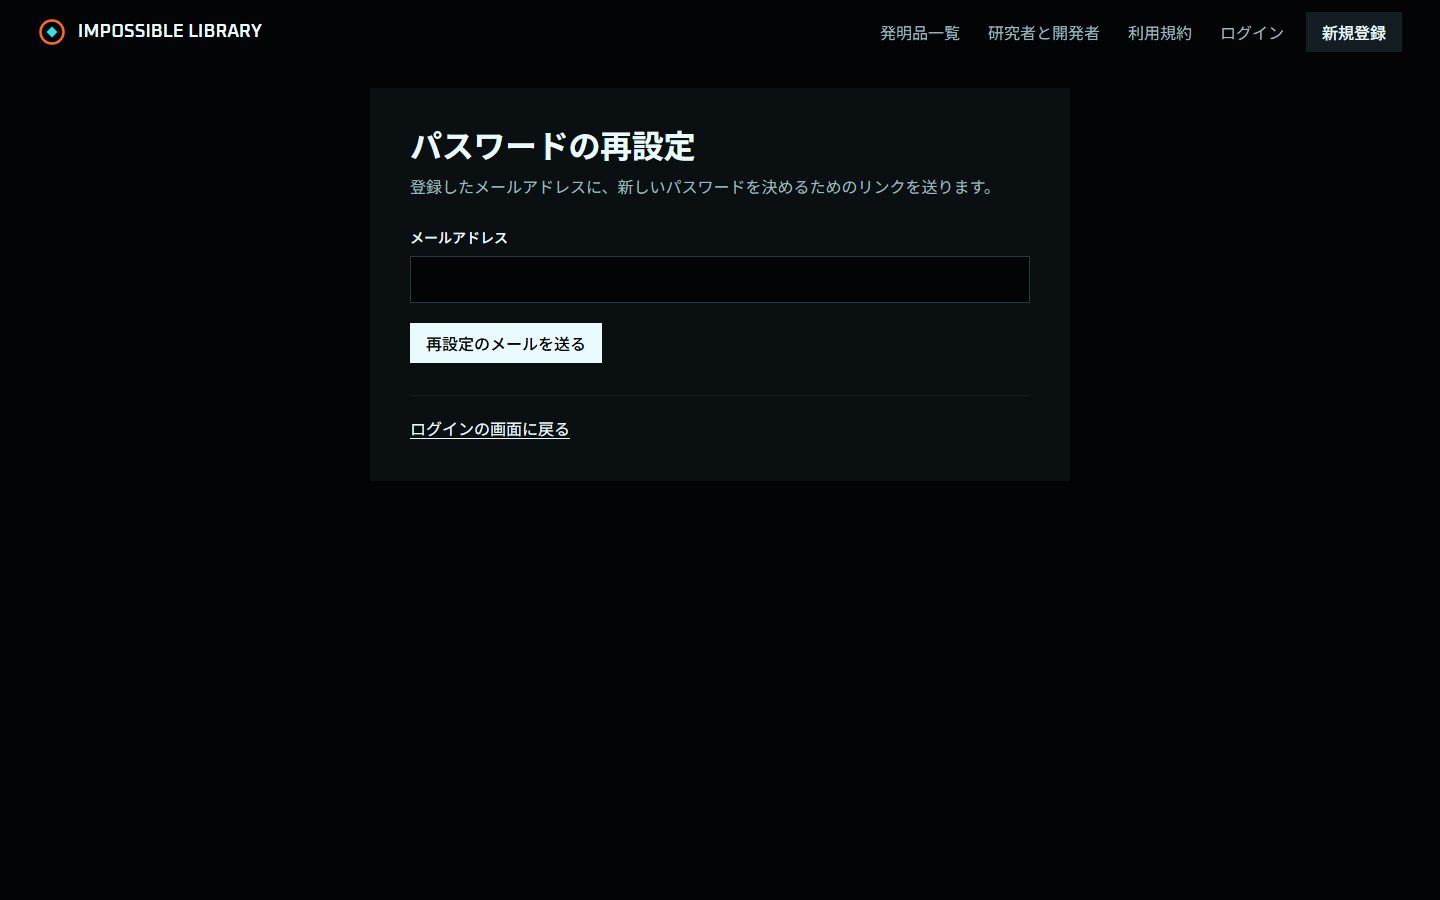 IMPOSSIBLE LIBRARY
発明品一覧
研究者と開発者
利用規約
ログイン
新規登録
パスワードの再設定
登録したメールアドレスに、新しいパスワードを決めるためのリンクを送ります。
メールアドレス
再設定のメールを送る
ログインの画面に戻る